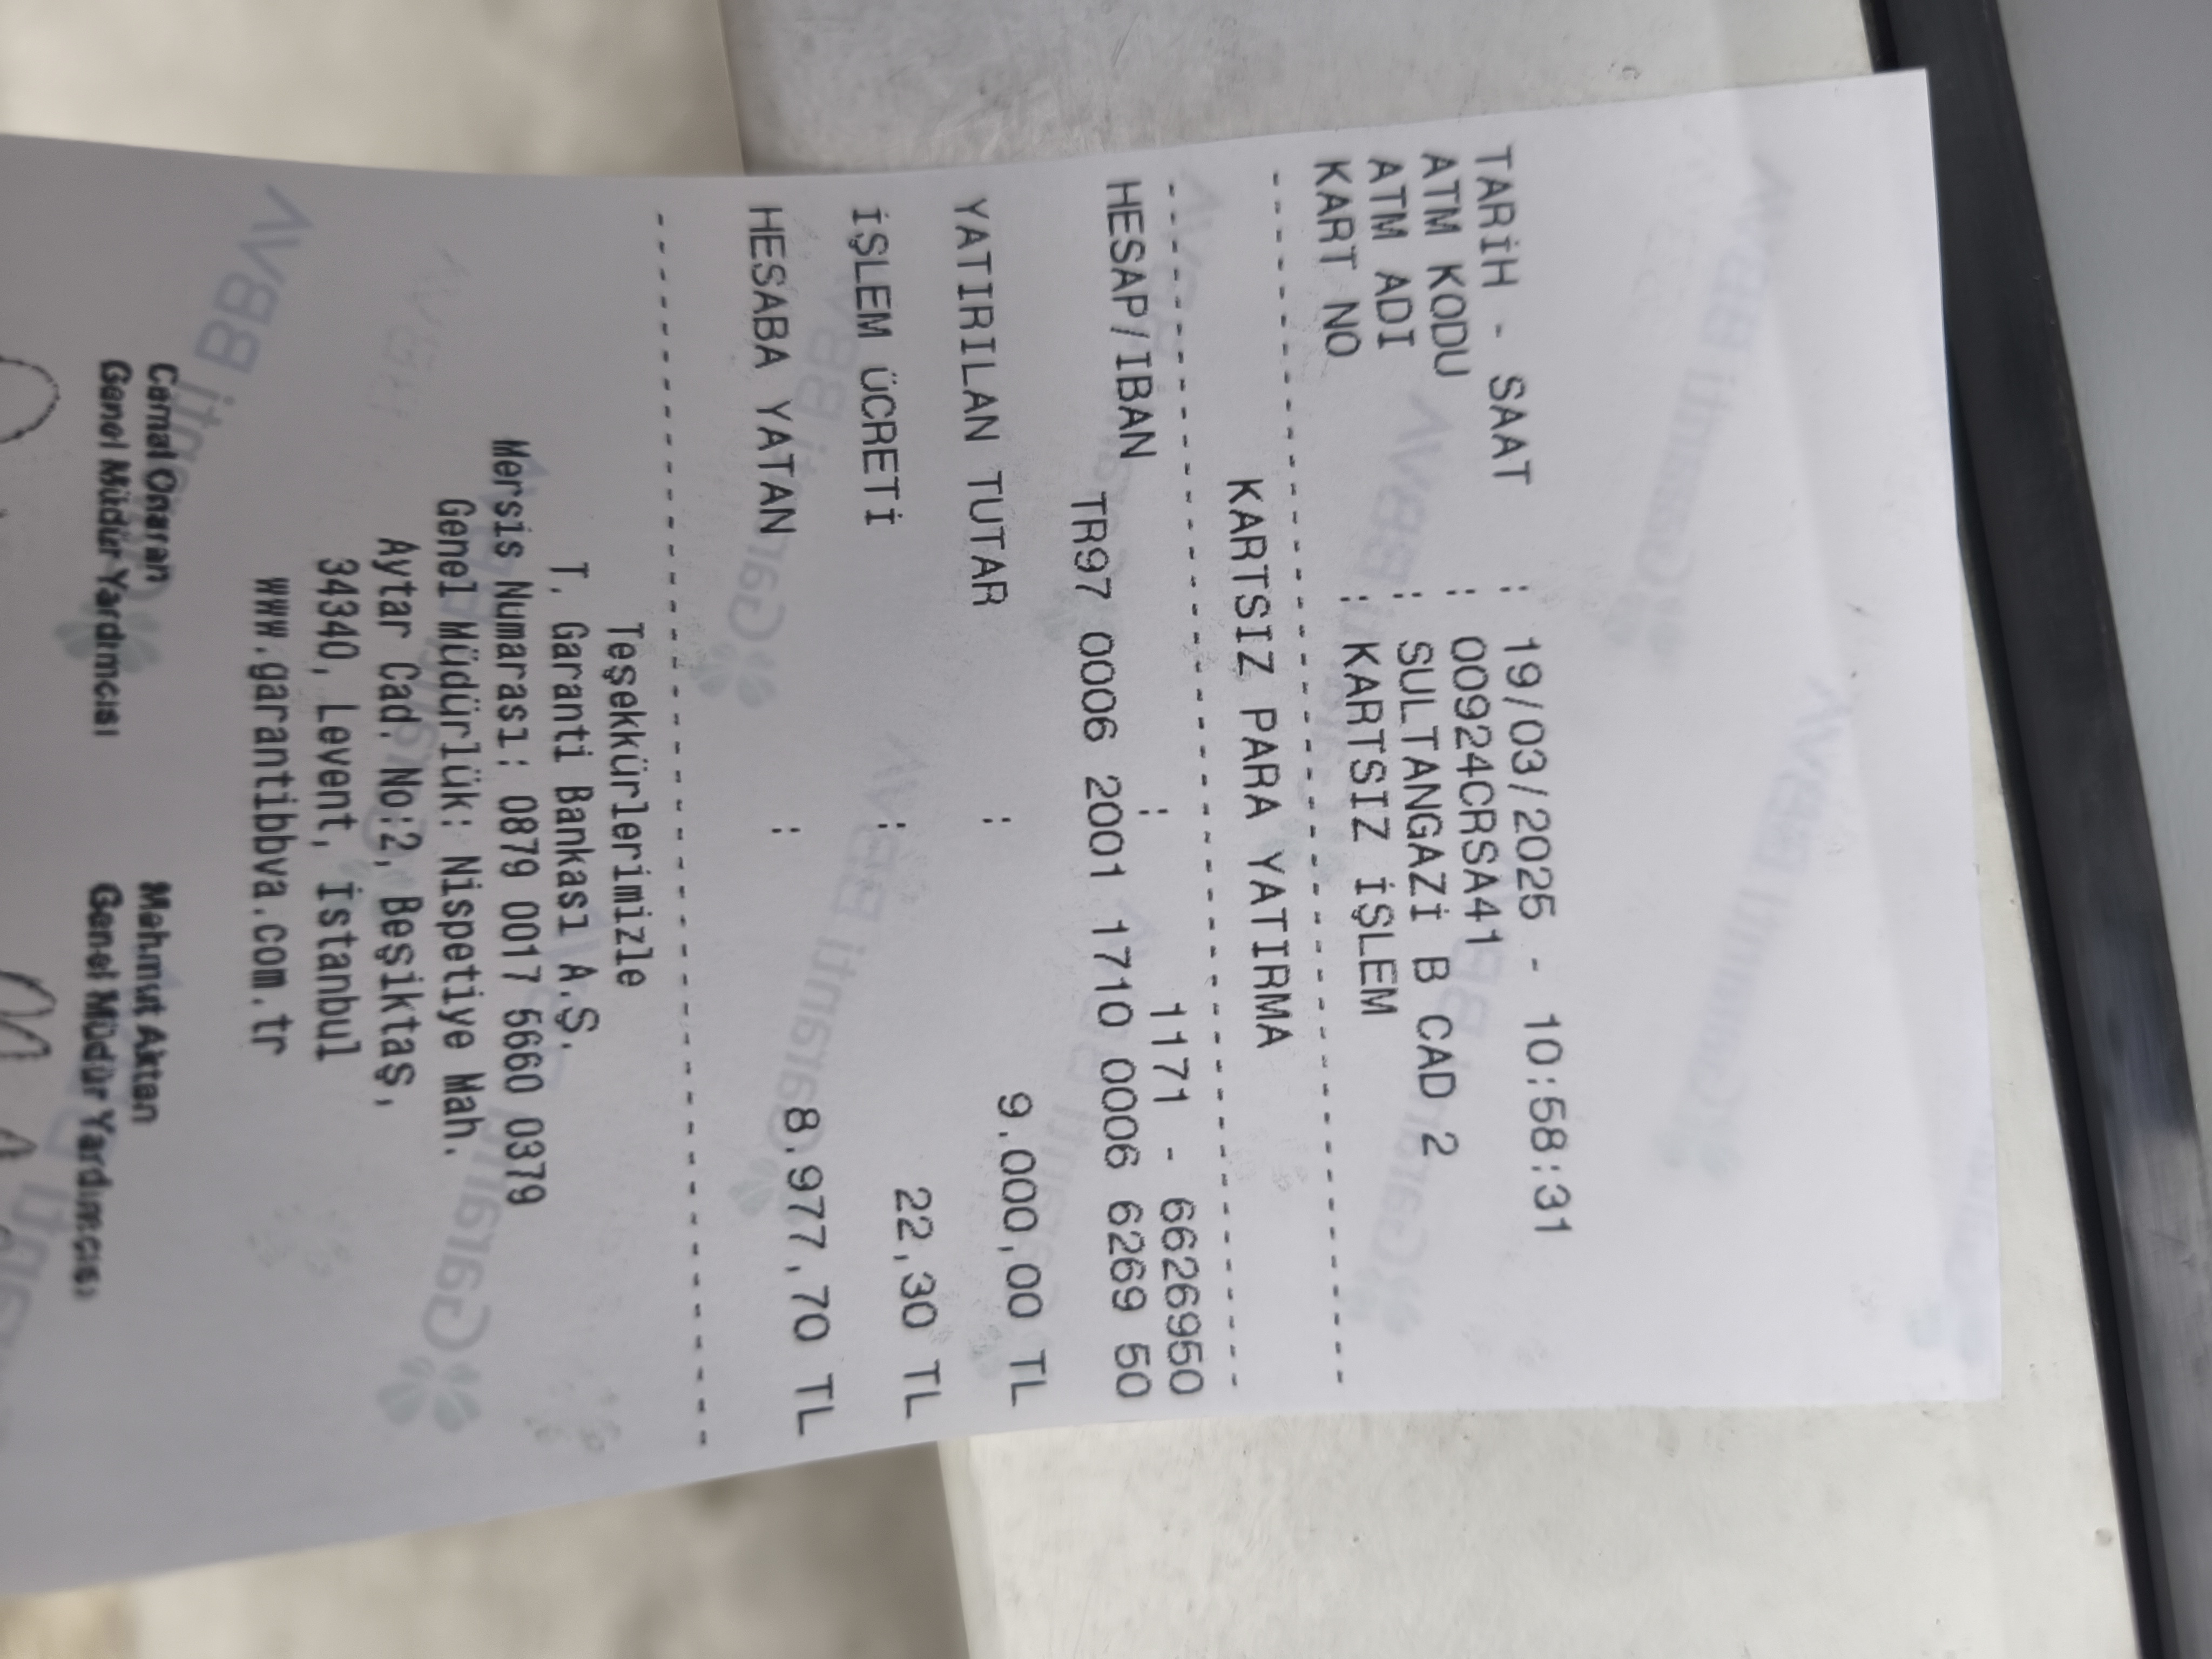 TARİH - SAAT : 19/03/2025 - 10:58:31
ATM KODU : 00924CRSA41
ATM ADI : SULTANGAZİ B CAD 2
KART NO : KARTSIZ İŞLEM
--------------------------------
KARTSIZ PARA YATIRMA
--------------------------------
HESAP/IBAN : 1171 - 6626950
TR97 0006 2001 1710 0006 6269 50
YATIRILAN TUTAR : 9.000,00 TL
İŞLEM ÜCRETİ : 22,30 TL
HESABA YATAN : 8.977,70 TL
--------------------------------
Teşekkürlerimizle
T. Garanti Bankası A.Ş.
Mersis Numarası: 0879 0017 5660 0379
Genel Müdürlük: Nispetiye Mah.
Aytar Cad. No:2, Beşiktaş,
34340, Levent, İstanbul
www.garantibbva.com.tr
Cemal Onaran Mahmut Aktan
Genel Müdür Yardımcısı Genel Müdür Yardımcısı